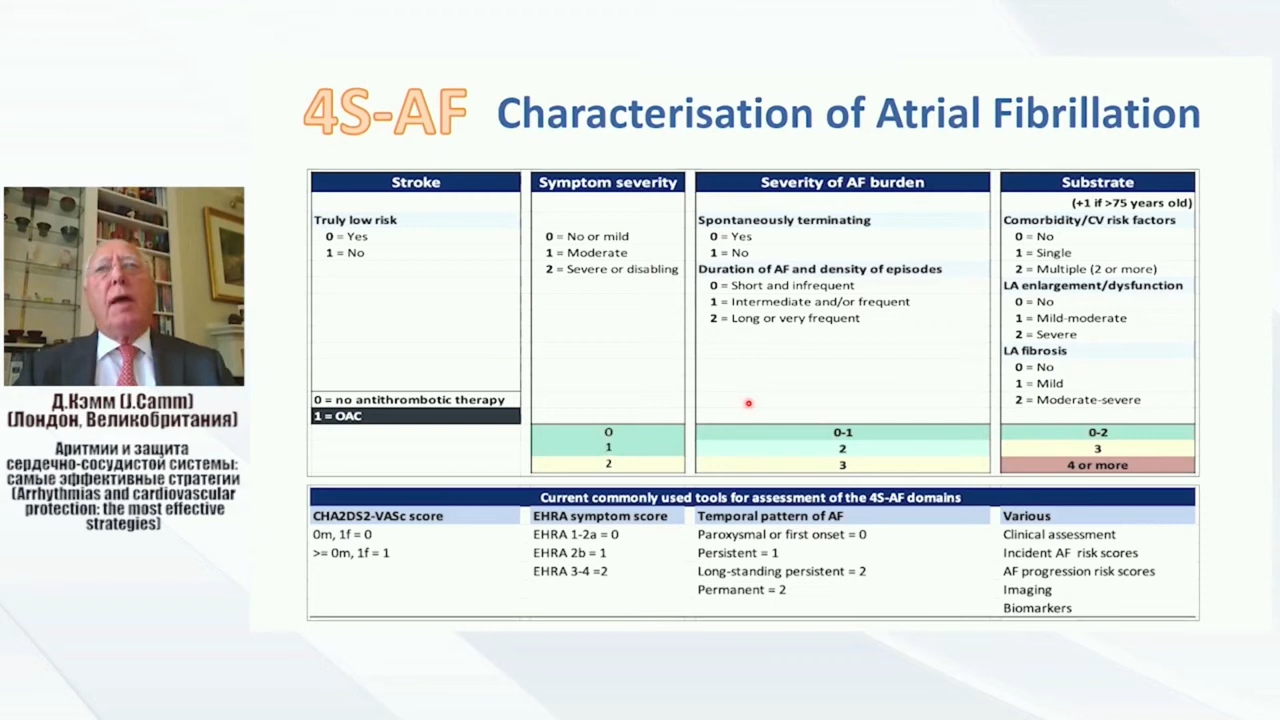 4S-AF Characterisation of Atrial Fibrillation
Stroke
Truly low risk
0 = Yes
1 = No
0 = no antithrombotic therapy
1 = OAC
Symptom severity
0 = No or mild
1 = Moderate
2 = Severe or disabling
0
1
2
Severity of AF burden
Spontaneously terminating
0 = Yes
1 = No
Duration of AF and density of episodes
0 = Short and infrequent
1 = Intermediate and/or frequent
2 = Long or very frequent
0-1
2
3
Substrate
(+1 if >75 years old)
Comorbidity/CV risk factors
0 = No
1 = Single
2 = Multiple (2 or more)
LA enlargement/dysfunction
0 = No
1 = Mild-moderate
2 = Severe
LA fibrosis
0 = No
1 = Mild
2 = Moderate-severe
0-2
3
4 or more
Current commonly used tools for assessment of the 4S-AF domains
CHA2DS2-VASc score
0m, 1f = 0
>= 0m, 1f = 1
EHRA symptom score
EHRA 1-2a = 0
EHRA 2b = 1
EHRA 3-4 =2
Temporal pattern of AF
Paroxysmal or first onset = 0
Persistent = 1
Long-standing persistent = 2
Permanent = 2
Various
Clinical assessment
Incident AF risk scores
AF progression risk scores
Imaging
Biomarkers
Д.Кэмм (J.Camm)
(Лондон, Великобритания)
Аритмии и защита
сердечно-сосудистой системы:
самые эффективные стратегии
(Arrhythmias and cardiovascular
protection: the most effective
strategies)